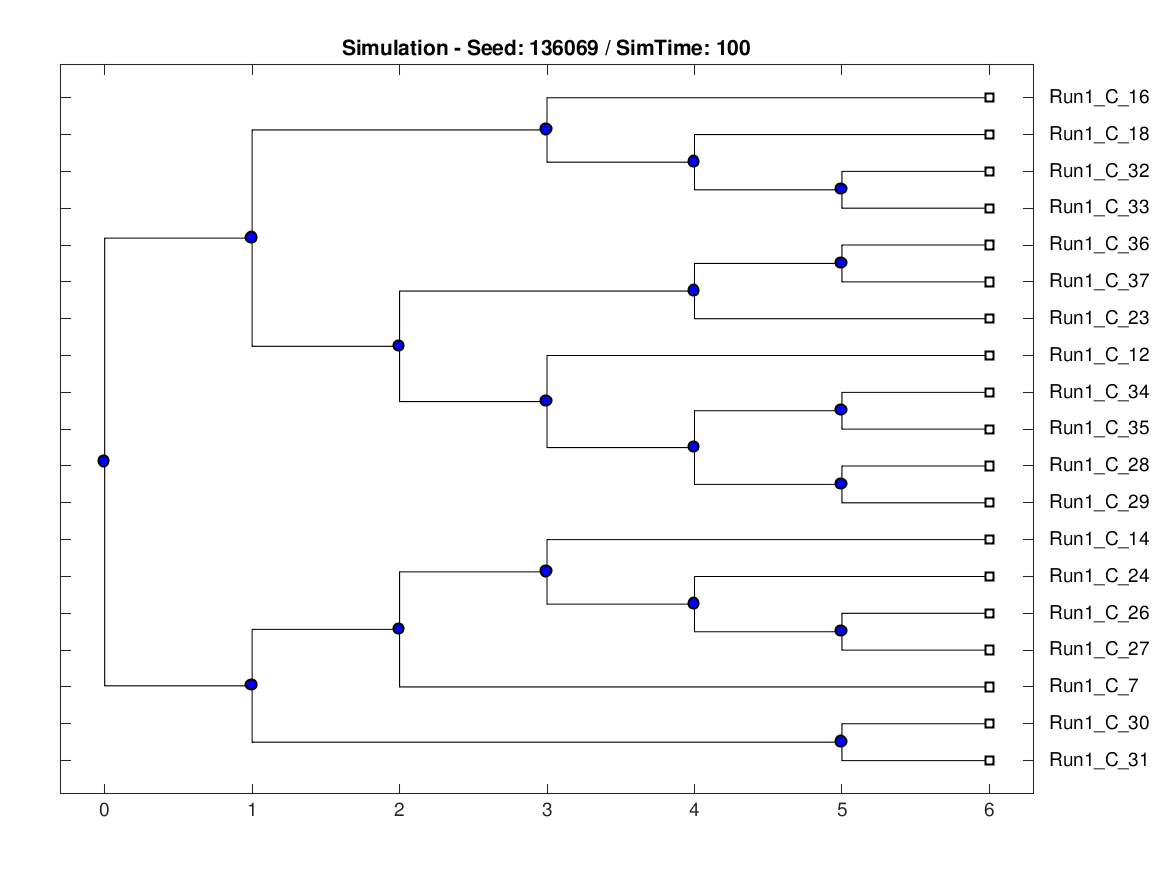 Simulation - Seed: 136069 / SimTime: 100
Run1_C_16
Run1_C_18
Run1_C_32
Run1_C_33
Run1_C_36
Run1_C_37
Run1_C_23
Run1_C_12
Run1_C_34
Run1_C_35
Run1_C_28
Run1_C_29
Run1_C_14
Run1_C_24
Run1_C_26
Run1_C_27
Run1_C_7
Run1_C_30
Run1_C_31
0 1 2 3 4 5 6